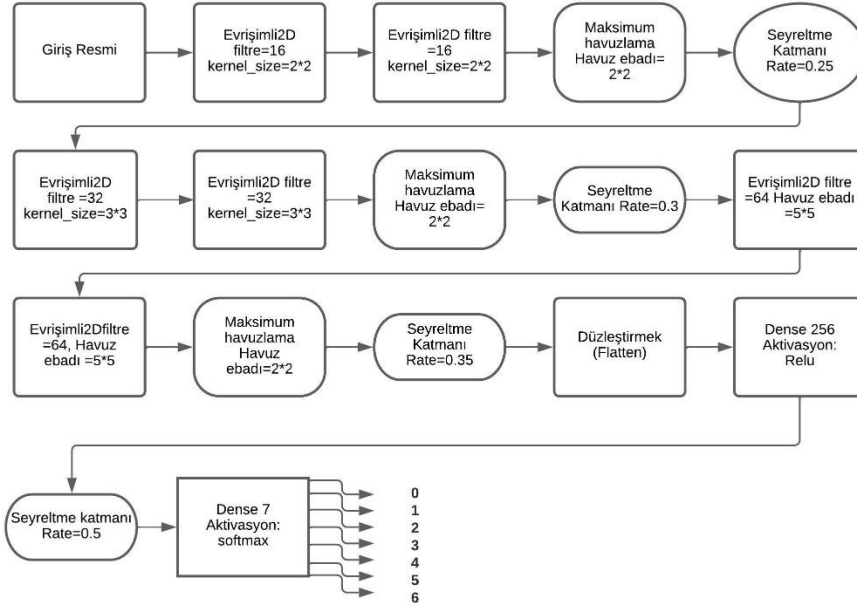 Giriş Resmi
Evrişimli2D
filtre=16
kernel_size=2*2
Evrişimli2D filtre
=16
kernel_size=2*2
Maksimum
havuzlama
Havuz ebadı=
2*2
Seyreltme
Katmanı
Rate=0.25
Evrişimli2D
filtre =32
kernel_size=3*3
Evrişimli2D filtre
=32
kernel_size=3*3
Maksimum
havuzlama
Havuz ebadı=
2*2
Seyreltme
Katmanı Rate=0.3
Evrişimli2D filtre
=64 Havuz ebadı
=5*5
Evrişimli2Dfiltre
=64, Havuz
ebadı =5*5
Maksimum
havuzlama
Havuz
ebadı=2*2
Seyreltme
Katmanı
Rate=0.35
Düzleştirmek
(Flatten)
Dense 256
Aktivasyon:
Relu
Seyreltme katmanı
Rate=0.5
Dense 7
Aktivasyon:
softmax
0
1
2
3
4
5
6